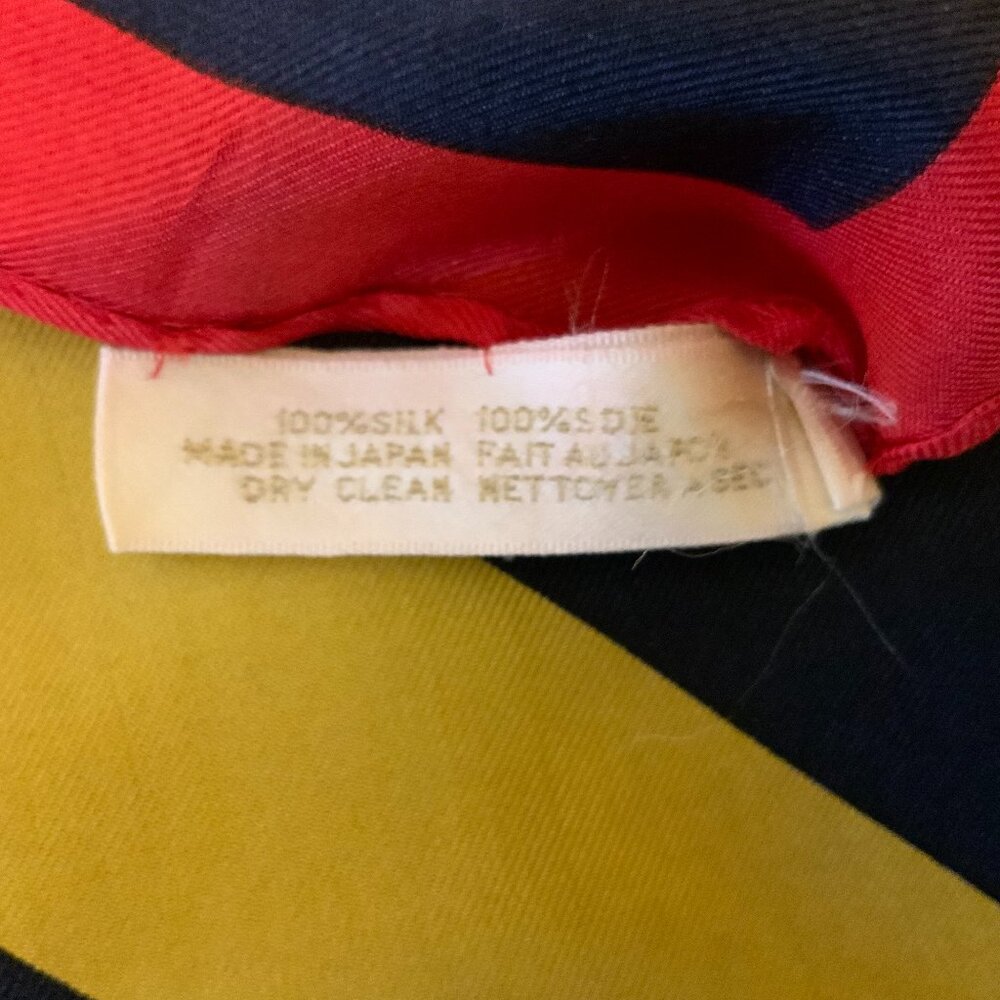 100%SILK 100%SOIE
MADE IN JAPAN FAIT AU JAPON
DRY CLEAN NETTOYER A SEC